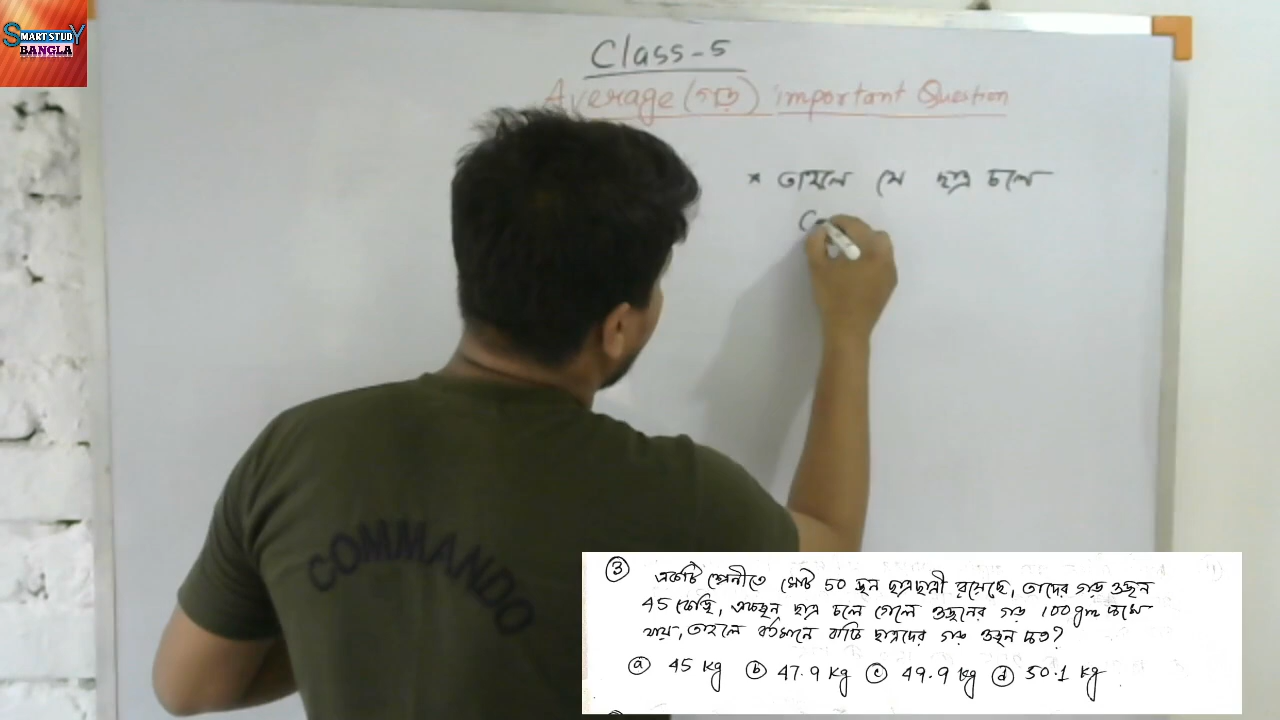 SMART STUDY
BANGLA
Class-5
Average (গড়) important Question
* তাহলে যে ছাত্র চলে
COMMANDO
③ একটি শ্রেনীতে মোট 50 জন ছাত্রছাত্রী রয়েছে, তাদের গড় ওজন
45 কেজি, একজন ছাত্র চলে গেলে ওজনের গড় 100gm কমে
যায়, তাহলে বর্তমানে বাকি ছাত্রদের গড় ওজন কত?
ⓐ 45 kg ⓑ 47.9 kg ⓒ 49.9 kg ⓓ 50.1 kg